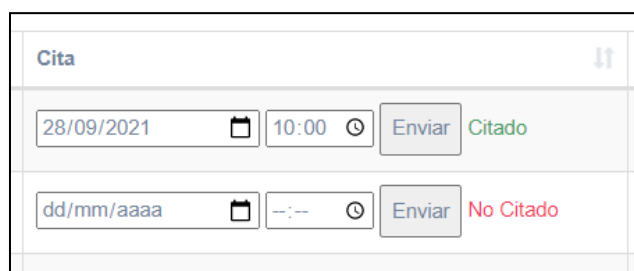 Cita
28/09/2021 10:00 Enviar Citado
dd/mm/aaaa --:-- Enviar No Citado